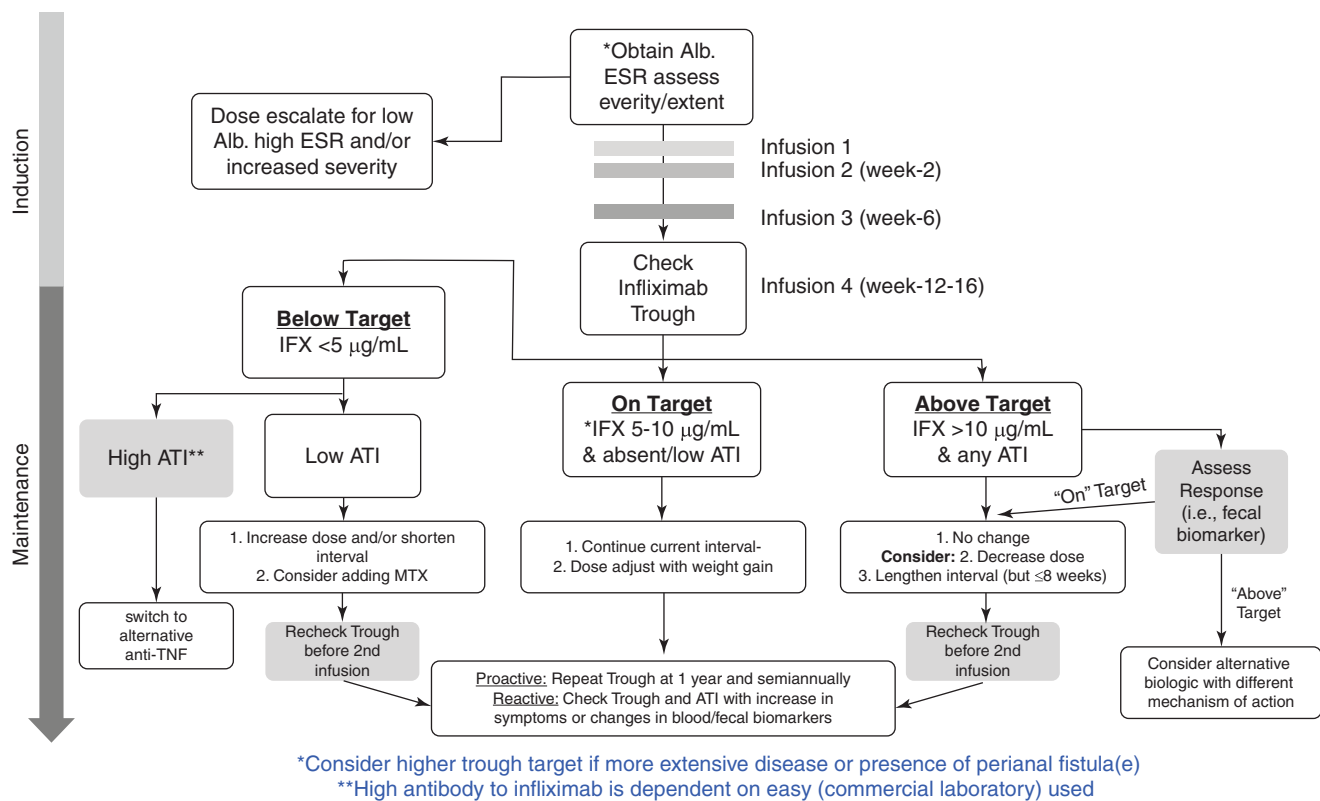 *Obtain Alb.
ESR assess
everity/extent
Dose escalate for low
Alb. high ESR and/or
increased severity
Infusion 1
Infusion 2 (week-2)
Infusion 3 (week-6)
Induction
Check
Infliximab
Trough
Infusion 4 (week-12-16)
Below Target
IFX <5 μg/mL
On Target
*IFX 5-10 μg/mL
& absent/low ATI
Above Target
IFX >10 μg/mL
& any ATI
High ATI**
Low ATI
Assess
Response
(i.e., fecal
biomarker)
"On" Target
Maintenance
1. Increase dose and/or shorten
interval
2. Consider adding MTX
1. Continue current interval-
2. Dose adjust with weight gain
1. No change
Consider: 2. Decrease dose
3. Lengthen interval (but ≤8 weeks)
"Above"
Target
switch to
alternative
anti-TNF
Recheck Trough
before 2nd
infusion
Recheck Trough
before 2nd
infusion
Proactive: Repeat Trough at 1 year and semiannually
Reactive: Check Trough and ATI with increase in
symptoms or changes in blood/fecal biomarkers
Consider alternative
biologic with different
mechanism of action
*Consider higher trough target if more extensive disease or presence of perianal fistula(e)
**High antibody to infliximab is dependent on easy (commercial laboratory) used